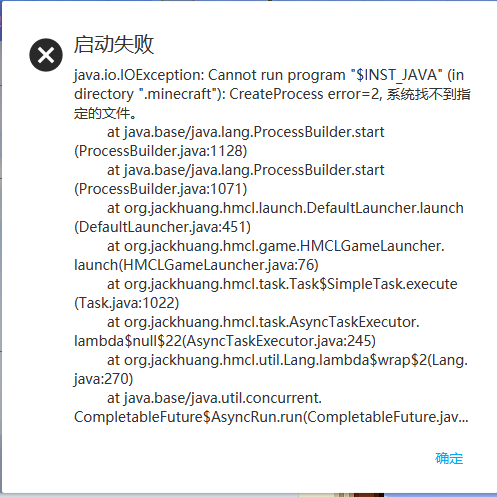 启动失败
java.io.IOException: Cannot run program "$INST_JAVA" (in
directory ".minecraft"): CreateProcess error=2, 系统找不到指
定的文件。
at java.base/java.lang.ProcessBuilder.start
(ProcessBuilder.java:1128)
at java.base/java.lang.ProcessBuilder.start
(ProcessBuilder.java:1071)
at org.jackhuang.hmcl.launch.DefaultLauncher.launch
(DefaultLauncher.java:451)
at org.jackhuang.hmcl.game.HMCLGameLauncher.
launch(HMCLGameLauncher.java:76)
at org.jackhuang.hmcl.task.Task$SimpleTask.execute
(Task.java:1022)
at org.jackhuang.hmcl.task.AsyncTaskExecutor.
lambda$null$22(AsyncTaskExecutor.java:245)
at org.jackhuang.hmcl.util.Lang.lambda$wrap$2(Lang.
java:270)
at java.base/java.util.concurrent.
CompletableFuture$AsyncRun.run(CompletableFuture.jav...
确定